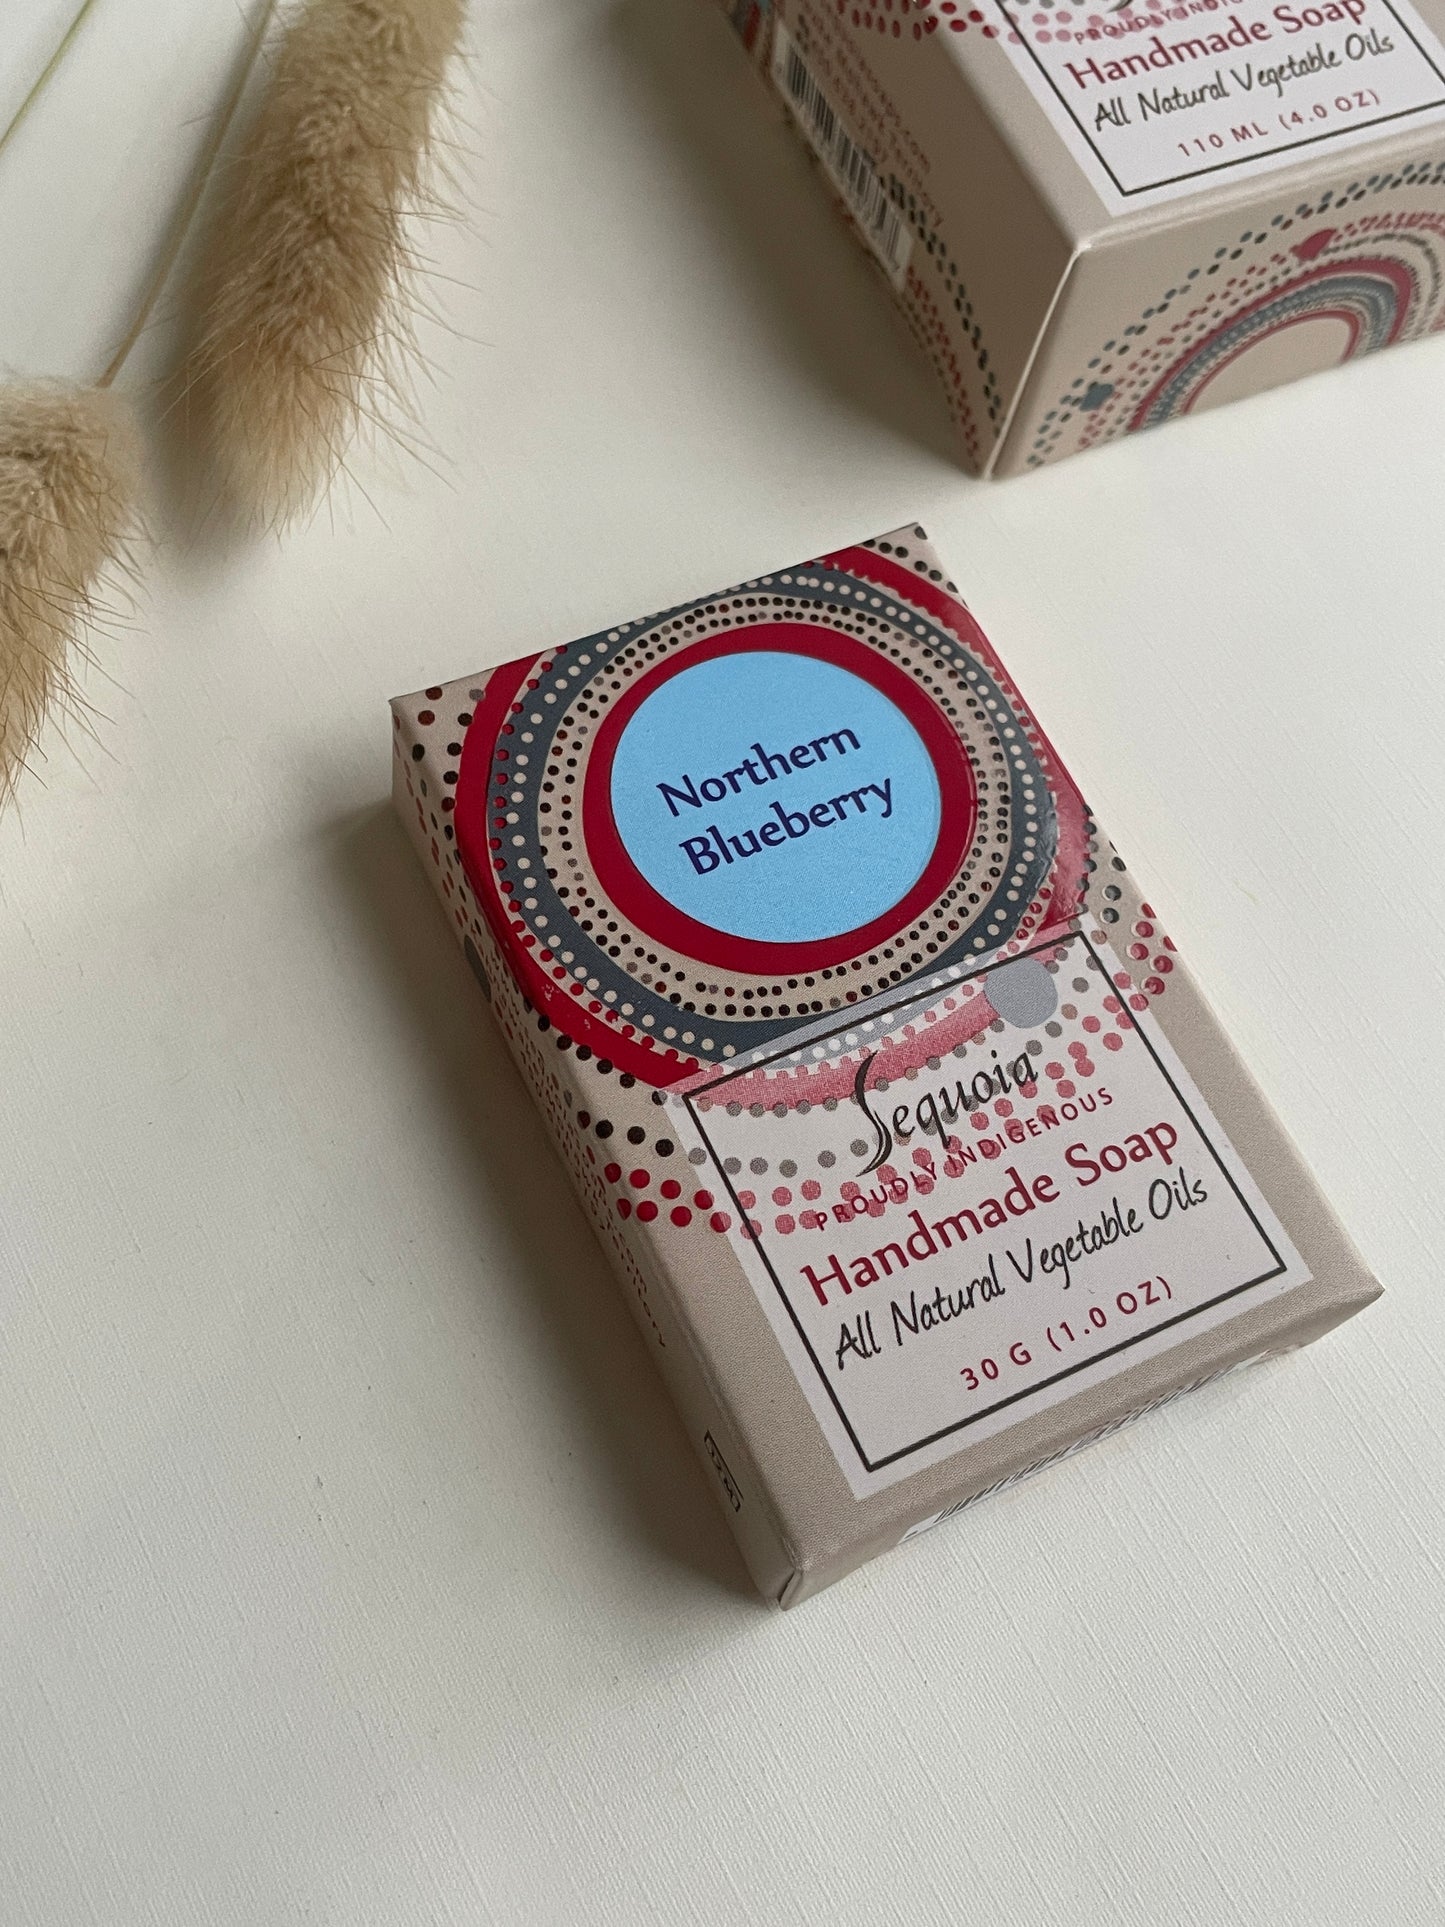 Handmade Soap
All Natural Vegetable Oils
110 ML (4.0 OZ)
Northern
Blueberry
Sequoia
PROUDLY INDIGENOUS
Handmade Soap
All Natural Vegetable Oils
30 G (1.0 OZ)